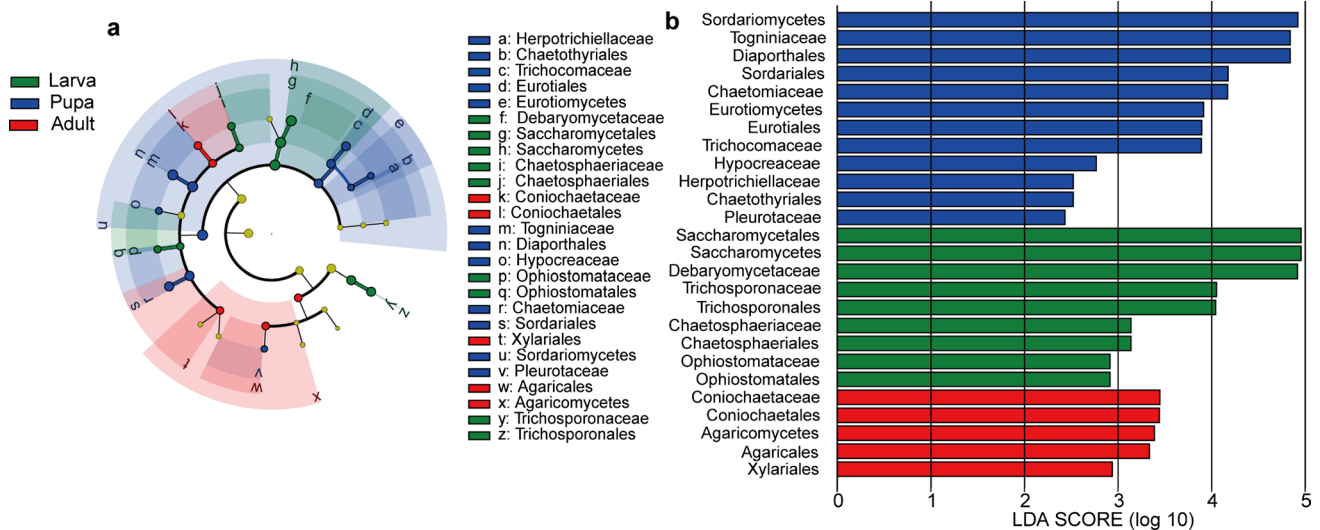 a
Larva
Pupa
Adult
h
g
f
d
c
e
b
a
j
i
l
k
n
m
o
u
p
q
r
s
t
v
w
x
y
z
a: Herpotrichiellaceae
b: Chaetothyriales
c: Trichocomaceae
d: Eurotiales
e: Eurotiomycetes
f: Debaryomycetaceae
g: Saccharomycetales
h: Saccharomycetes
i: Chaetosphaeriaceae
j: Chaetosphaeriales
k: Coniochaetaceae
l: Coniochaetales
m: Togniniaceae
n: Diaporthales
o: Hypocreaceae
p: Ophiostomataceae
q: Ophiostomatales
r: Chaetomiaceae
s: Sordariales
t: Xylariales
u: Sordariomycetes
v: Pleurotaceae
w: Agaricales
x: Agaricomycetes
y: Trichosporonaceae
z: Trichosporonales
b
Sordariomycetes
Togniniaceae
Diaporthales
Sordariales
Chaetomiaceae
Eurotiomycetes
Eurotiales
Trichocomaceae
Hypocreaceae
Herpotrichiellaceae
Chaetothyriales
Pleurotaceae
Saccharomycetales
Saccharomycetes
Debaryomycetaceae
Trichosporonaceae
Trichosporonales
Chaetosphaeriaceae
Chaetosphaeriales
Ophiostomataceae
Ophiostomatales
Coniochaetaceae
Coniochaetales
Agaricomycetes
Agaricales
Xylariales
0 1 2 3 4 5
LDA SCORE (log 10)